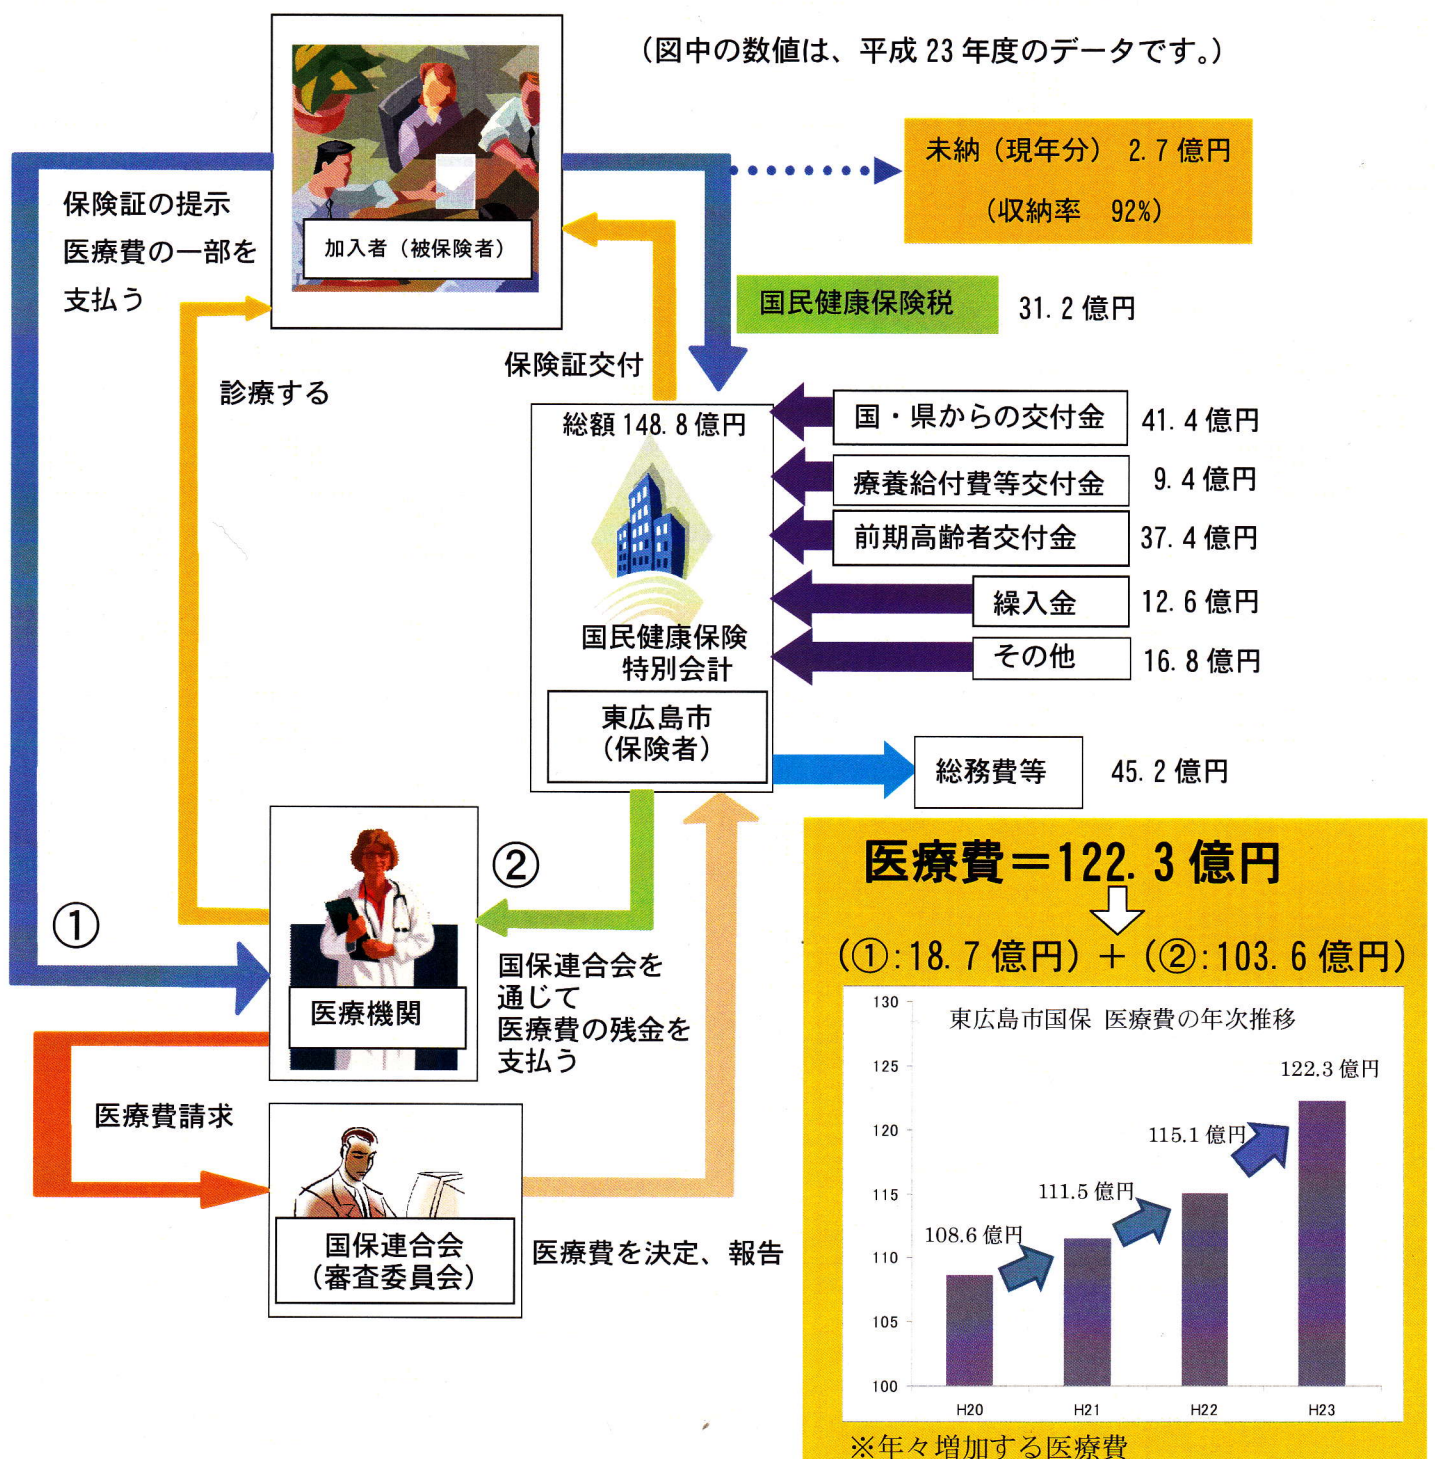 (図中の数値は、平成 23 年度のデータです。)
未納（現年分） 2.7 億円
（収納率 92%）
保険証の提示
医療費の一部を
支払う
加入者（被保険者）
国民健康保険税
31.2 億円
保険証交付
診療する
総額 148.8 億円
国・県からの交付金
41.4 億円
療養給付費等交付金
9.4 億円
前期高齢者交付金
37.4 億円
繰入金
12.6 億円
その他
16.8 億円
国民健康保険
特別会計
東広島市
（保険者）
総務費等
45.2 億円
①
②
医療機関
国保連合会を
通じて
医療費の残金を
支払う
医療費請求
国保連合会
（審査委員会）
医療費を決定、報告
医療費＝122.3 億円
(①:18.7 億円) ＋ (②:103.6 億円)
東広島市国保 医療費の年次推移
130
125
120
115
110
105
100
108.6 億円
111.5 億円
115.1 億円
122.3 億円
H20
H21
H22
H23
※年々増加する医療費